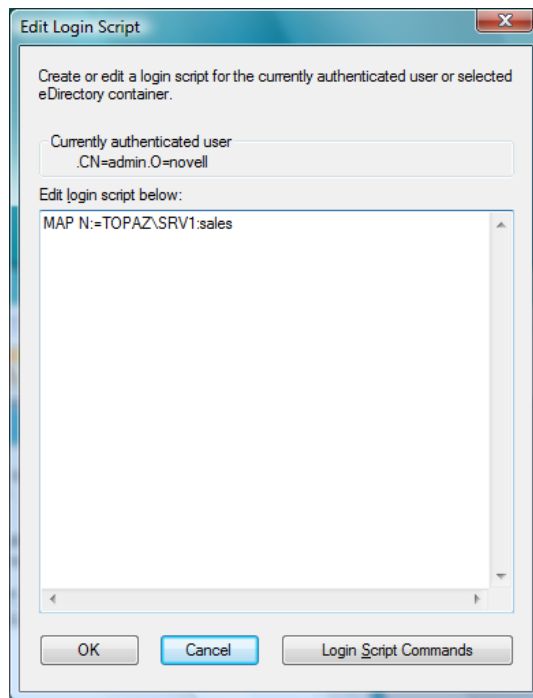 Edit Login Script
Create or edit a login script for the currently authenticated user or selected
eDirectory container.
Currently authenticated user
.CN=admin.O=novell
Edit login script below:
MAP N:=TOPAZ\SRV1:sales
OK
Cancel
Login Script Commands